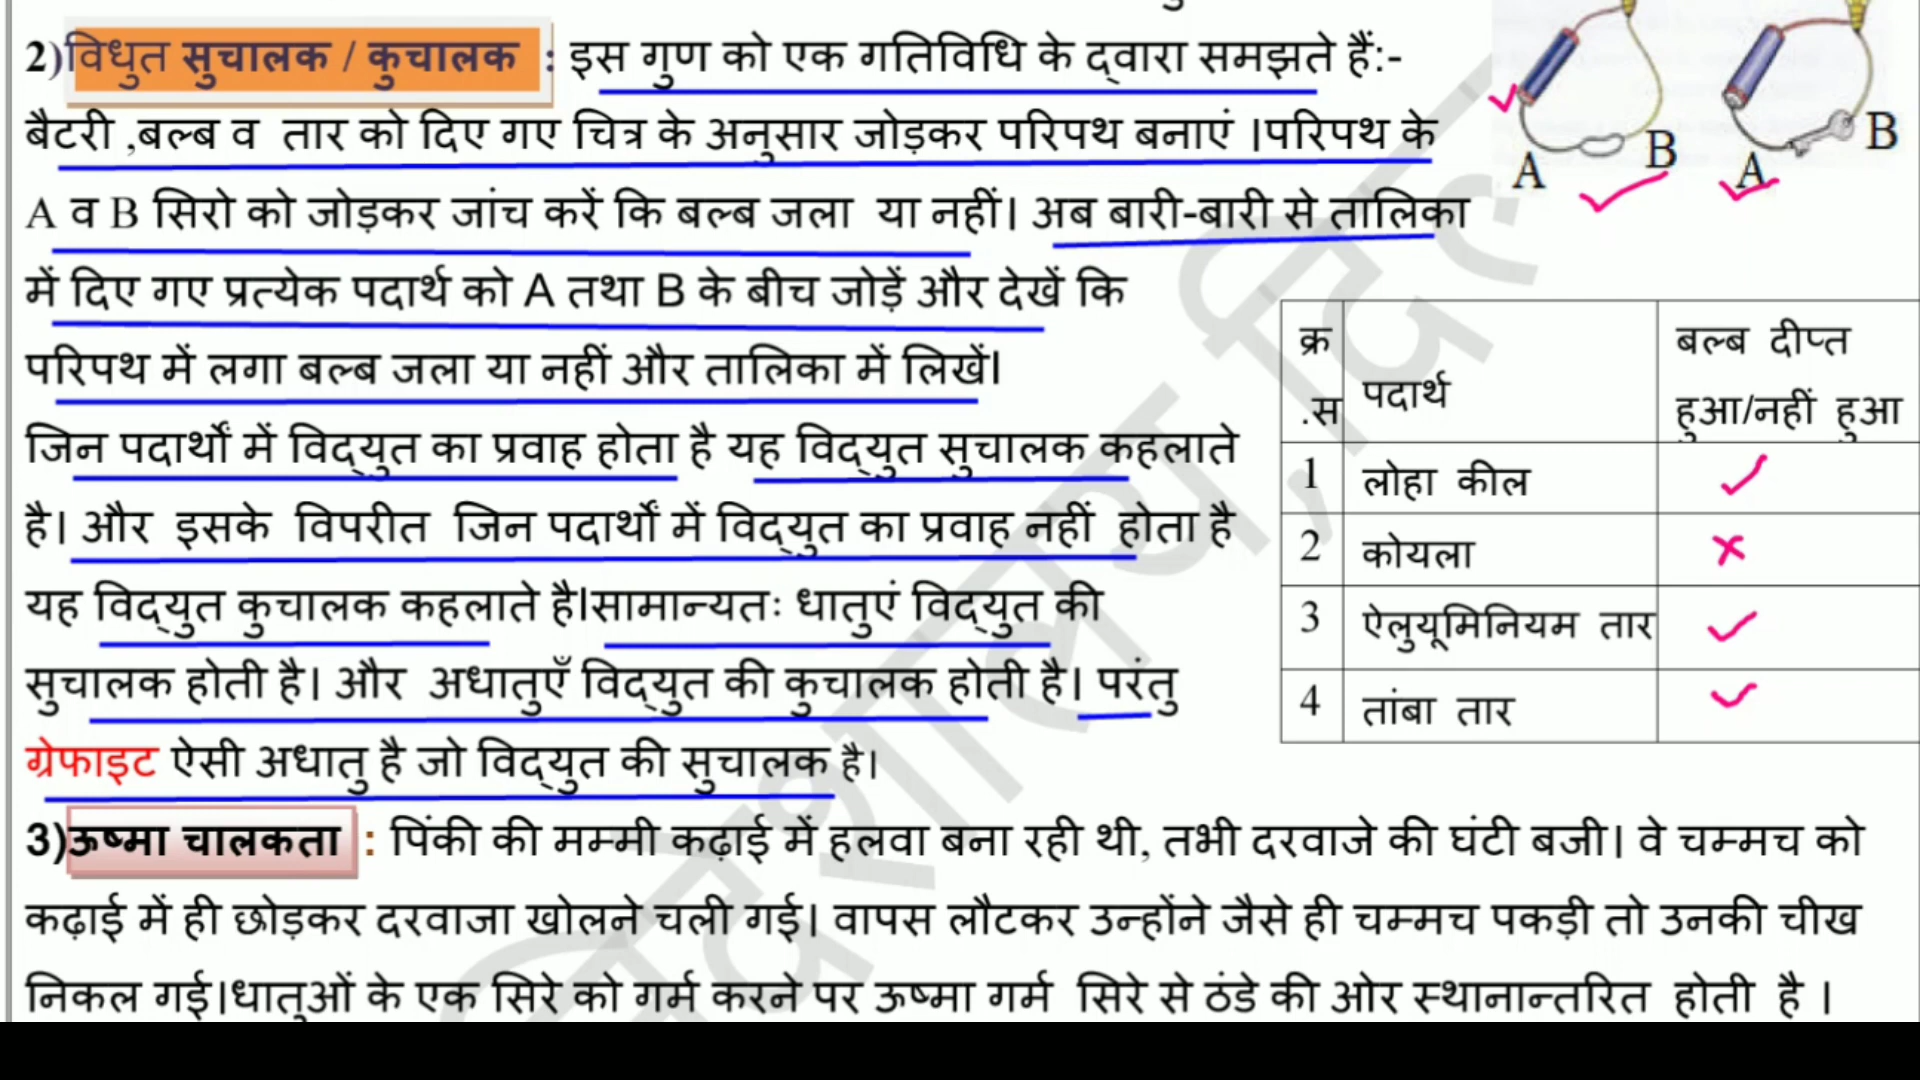 2)विधुत सुचालक / कुचालक : इस गुण को एक गतिविधि के द्वारा समझते हैं:-
बैटरी ,बल्ब व तार को दिए गए चित्र के अनुसार जोड़कर परिपथ बनाएं ।परिपथ के
A व B सिरो को जोड़कर जांच करें कि बल्ब जला या नहीं। अब बारी-बारी से तालिका
में दिए गए प्रत्येक पदार्थ को A तथा B के बीच जोड़ें और देखें कि
परिपथ में लगा बल्ब जला या नहीं और तालिका में लिखें।
जिन पदार्थों में विद्युत का प्रवाह होता है यह विद्युत सुचालक कहलाते
है। और इसके विपरीत जिन पदार्थों में विद्युत का प्रवाह नहीं होता है
यह विद्युत कुचालक कहलाते है।सामान्यतः धातुएं विद्युत की
सुचालक होती है। और अधातुएँ विद्युत की कुचालक होती है। परंतु
ग्रेफाइट ऐसी अधातु है जो विद्युत की सुचालक है।
A B A B
क्र .स पदार्थ बल्ब दीप्त हुआ/नहीं हुआ
1 लोहा कील ✓
2 कोयला ✗
3 ऐलुयूमिनियम तार ✓
4 तांबा तार ✓
3)ऊष्मा चालकता : पिंकी की मम्मी कढ़ाई में हलवा बना रही थी, तभी दरवाजे की घंटी बजी। वे चम्मच को
कढ़ाई में ही छोड़कर दरवाजा खोलने चली गई। वापस लौटकर उन्होंने जैसे ही चम्मच पकड़ी तो उनकी चीख
निकल गई।धातुओं के एक सिरे को गर्म करने पर ऊष्मा गर्म सिरे से ठंडे की ओर स्थानान्तरित होती है ।